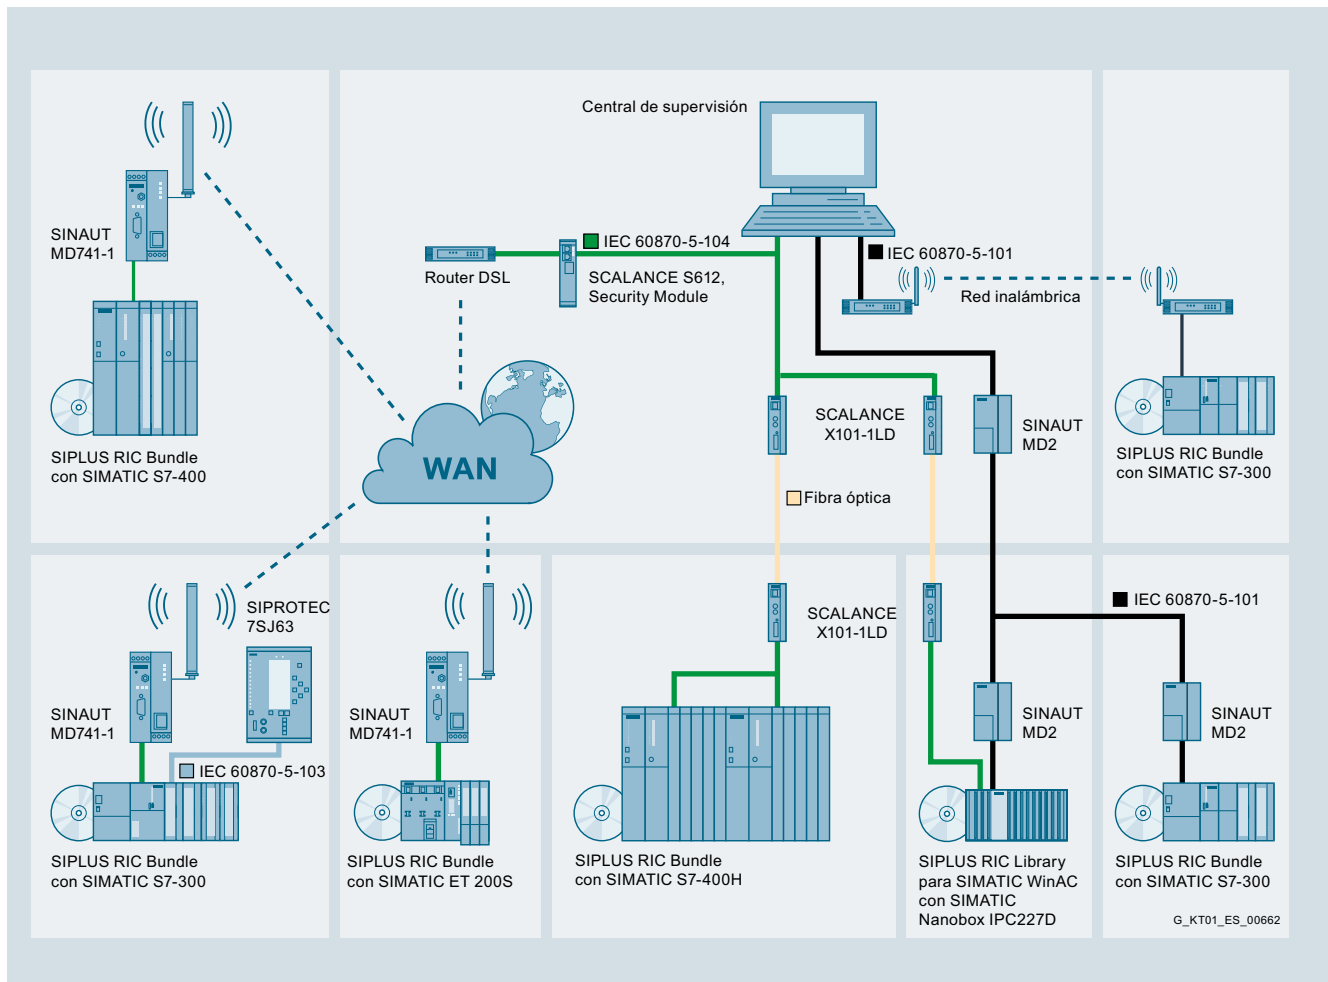 Central de supervisión
SINAUT
MD741-1
IEC 60870-5-104
IEC 60870-5-101
Router DSL
SCALANCE S612,
Security Module
Red inalámbrica
SCALANCE
X101-1LD
SINAUT
MD2
SIPLUS RIC Bundle
con SIMATIC S7-400
SIPLUS RIC Bundle
con SIMATIC S7-300
WAN
Fibra óptica
SIPROTEC
7SJ63
SCALANCE
X101-1LD
IEC 60870-5-101
SINAUT
MD741-1
SINAUT
MD741-1
SINAUT
MD2
SINAUT
MD2
IEC 60870-5-103
SIPLUS RIC Bundle
con SIMATIC S7-300
SIPLUS RIC Bundle
con SIMATIC ET 200S
SIPLUS RIC Bundle
con SIMATIC S7-400H
SIPLUS RIC Library
para SIMATIC WinAC
con SIMATIC
Nanobox IPC227D
SIPLUS RIC Bundle
con SIMATIC S7-300
G_KT01_ES_00662